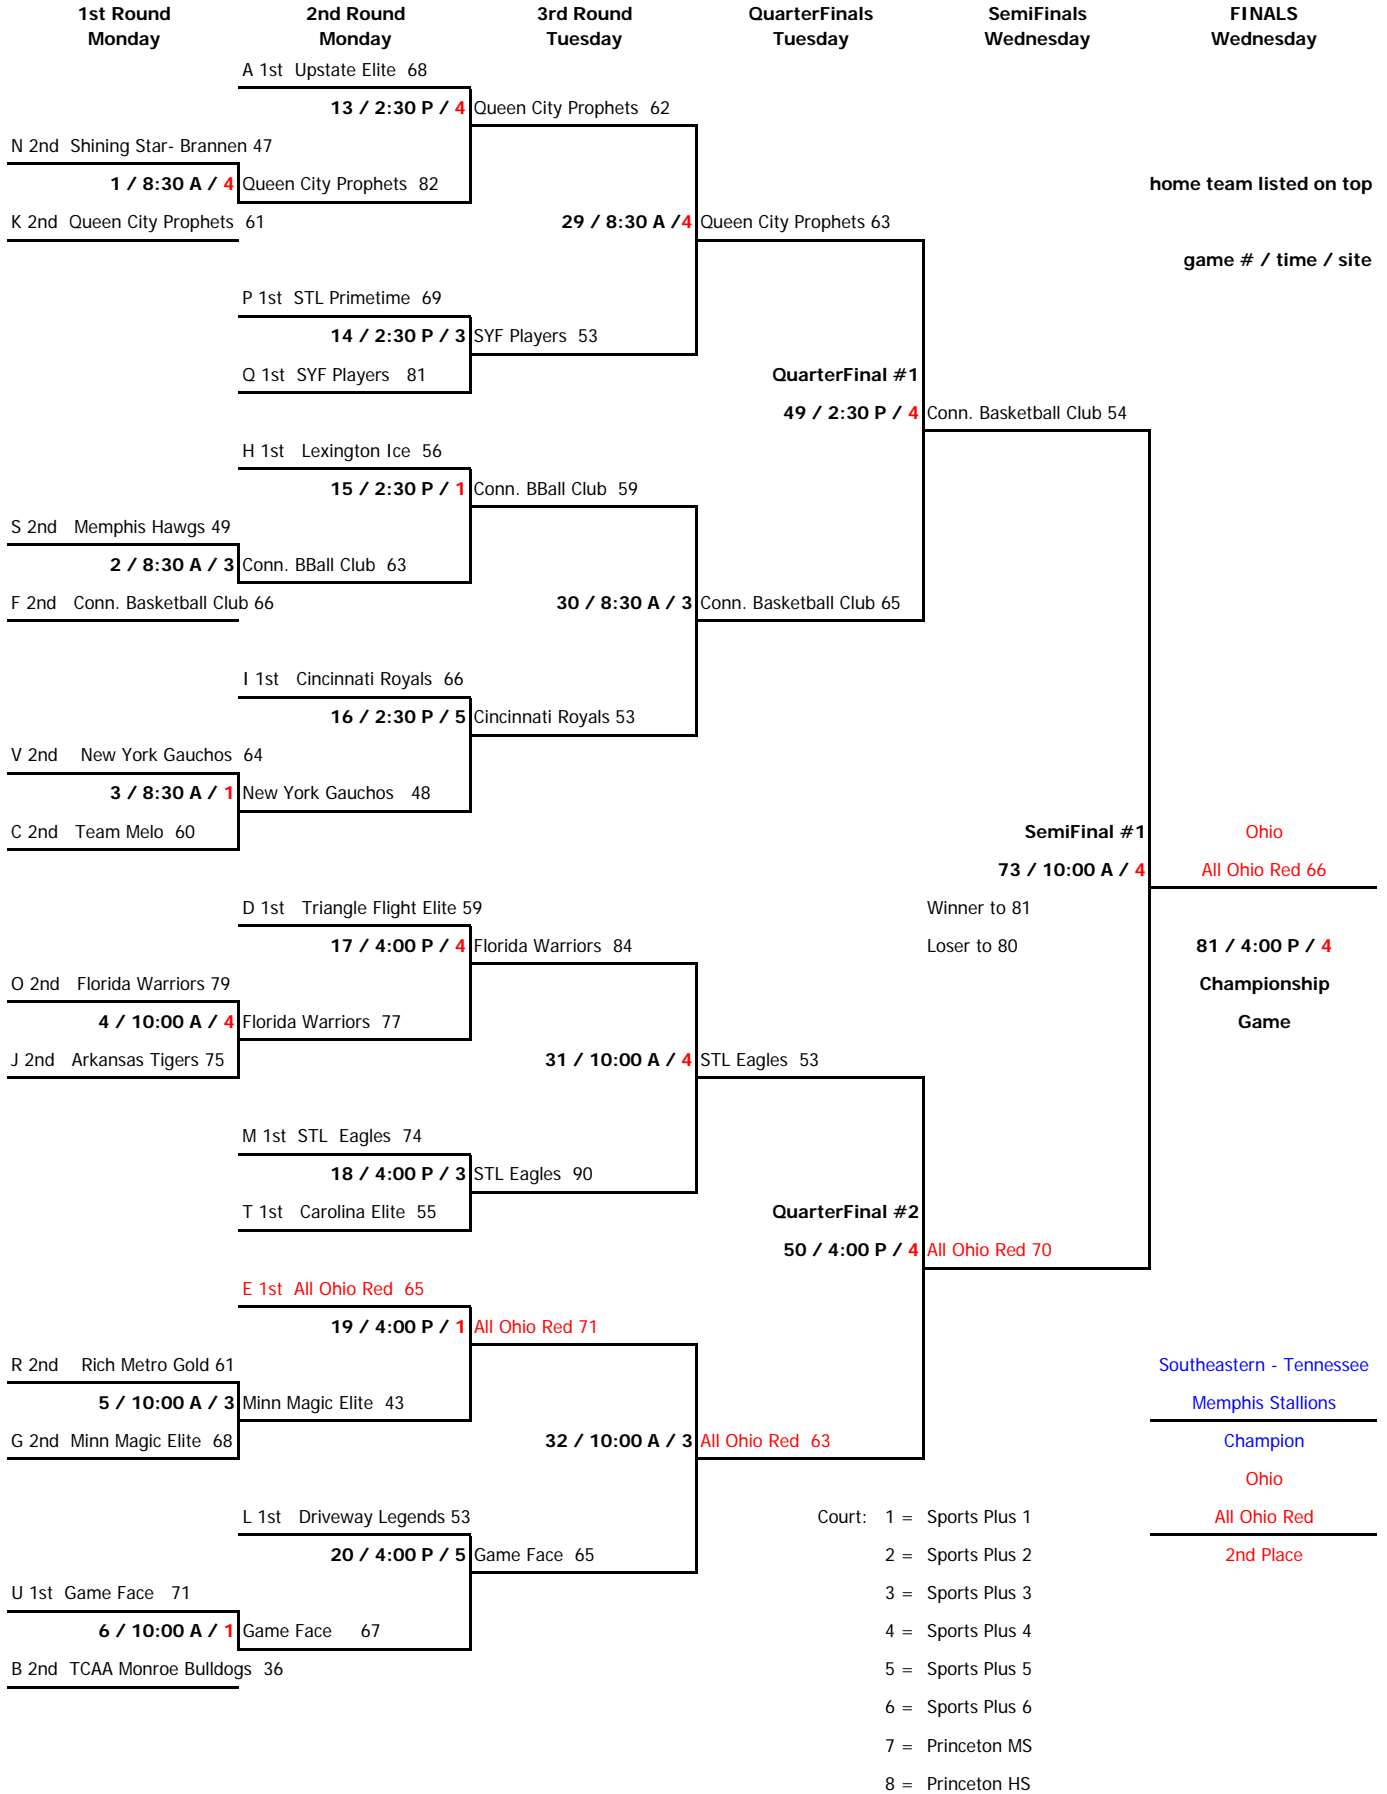 1st Round 2nd Round 3rd Round QuarterFinals SemiFinals FINALS
Monday Monday Tuesday Tuesday Wednesday Wednesday
A 1st Upstate Elite 68
13 / 2:30 P / 4 Queen City Prophets 62
N 2nd Shining Star- Brannen 47
1 / 8:30 A / 4 Queen City Prophets 82 home team listed on top
K 2nd Queen City Prophets 61 29 / 8:30 A /4 Queen City Prophets 63
game # / time / site
P 1st STL Primetime 69
14 / 2:30 P / 3 SYF Players 53
Q 1st SYF Players 81 QuarterFinal #1
49 / 2:30 P / 4 Conn. Basketball Club 54
H 1st Lexington Ice 56
15 / 2:30 P / 1 Conn. BBall Club 59
S 2nd Memphis Hawgs 49
2 / 8:30 A / 3 Conn. BBall Club 63
F 2nd Conn. Basketball Club 66 30 / 8:30 A / 3 Conn. Basketball Club 65
I 1st Cincinnati Royals 66
16 / 2:30 P / 5 Cincinnati Royals 53
V 2nd New York Gauchos 64
3 / 8:30 A / 1 New York Gauchos 48
C 2nd Team Melo 60 SemiFinal #1 Ohio
73 / 10:00 A / 4 All Ohio Red 66
D 1st Triangle Flight Elite 59 Winner to 81
17 / 4:00 P / 4 Florida Warriors 84 Loser to 80 81 / 4:00 P / 4
O 2nd Florida Warriors 79 Championship
4 / 10:00 A / 4 Florida Warriors 77 Game
J 2nd Arkansas Tigers 75 31 / 10:00 A / 4 STL Eagles 53
M 1st STL Eagles 74
18 / 4:00 P / 3 STL Eagles 90
T 1st Carolina Elite 55 QuarterFinal #2
50 / 4:00 P / 4 All Ohio Red 70
E 1st All Ohio Red 65
19 / 4:00 P / 1 All Ohio Red 71
R 2nd Rich Metro Gold 61 Southeastern - Tennessee
5 / 10:00 A / 3 Minn Magic Elite 43 Memphis Stallions
G 2nd Minn Magic Elite 68 32 / 10:00 A / 3 All Ohio Red 63 Champion
Ohio
L 1st Driveway Legends 53 Court: 1 = Sports Plus 1 All Ohio Red
20 / 4:00 P / 5 Game Face 65 2 = Sports Plus 2 2nd Place
U 1st Game Face 71 3 = Sports Plus 3
6 / 10:00 A / 1 Game Face 67 4 = Sports Plus 4
B 2nd TCAA Monroe Bulldogs 36 5 = Sports Plus 5
6 = Sports Plus 6
7 = Princeton MS
8 = Princeton HS